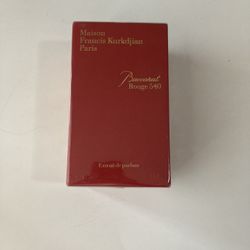 Maison
Francis Kurkdjian
Paris
Baccarat
Rouge 540
Extrait de parfum